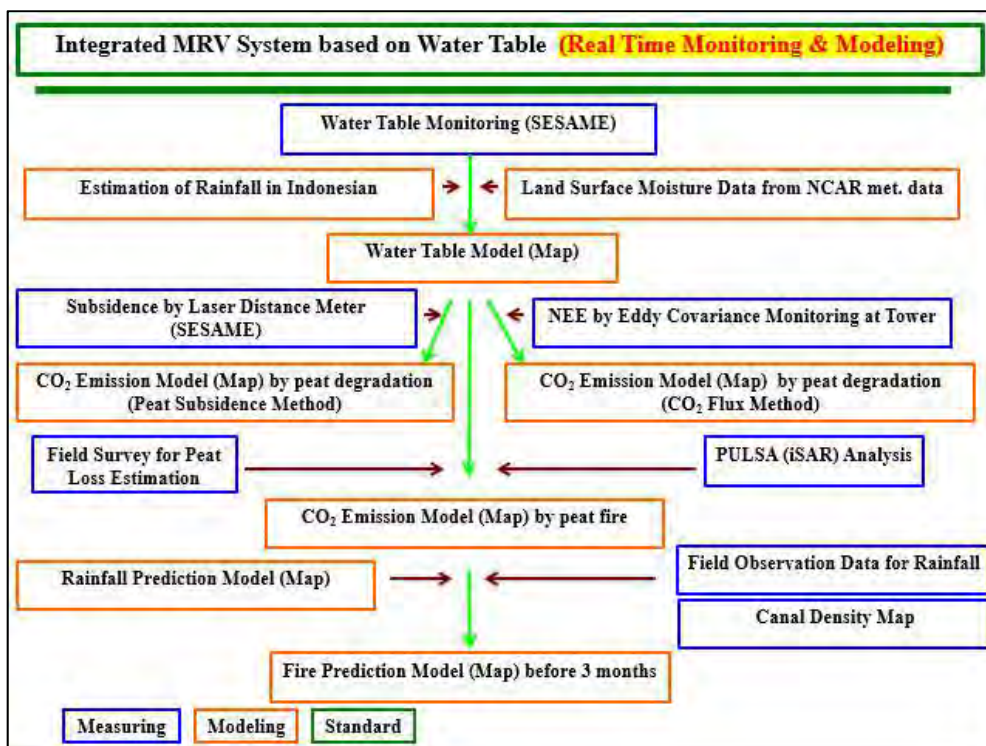 Integrated MRV System based on Water Table (Real Time Monitoring & Modeling)
Water Table Monitoring (SESAME)
Estimation of Rainfall in Indonesian
Land Surface Moisture Data from NCAR met. data
Water Table Model (Map)
Subsidence by Laser Distance Meter
(SESAME)
NEE by Eddy Covariance Monitoring at Tower
CO₂ Emission Model (Map) by peat degradation
(Peat Subsidence Method)
CO₂ Emission Model (Map) by peat degradation
(CO₂ Flux Method)
Field Survey for Peat
Loss Estimation
PULSA (iSAR) Analysis
CO₂ Emission Model (Map) by peat fire
Rainfall Prediction Model (Map)
Field Observation Data for Rainfall
Canal Density Map
Fire Prediction Model (Map) before 3 months
Measuring
Modeling
Standard